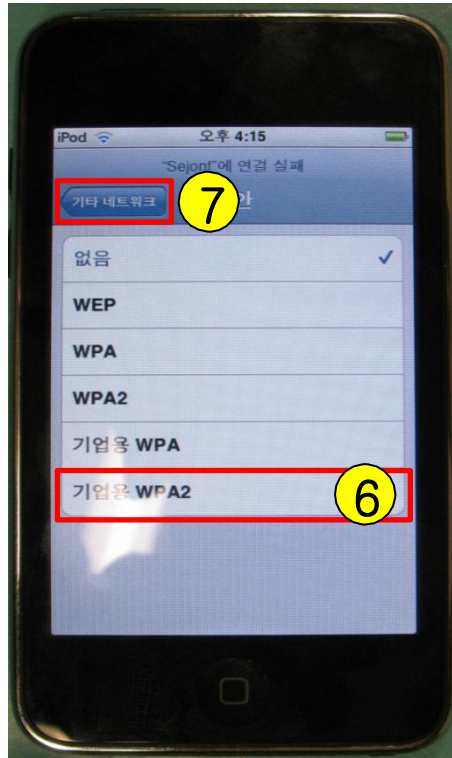 iPod 오후 4:15
"Sejong"에 연결 실패
기타 네트워크 7 안
없음
WEP
WPA
WPA2
기업용 WPA
기업용 WPA2 6